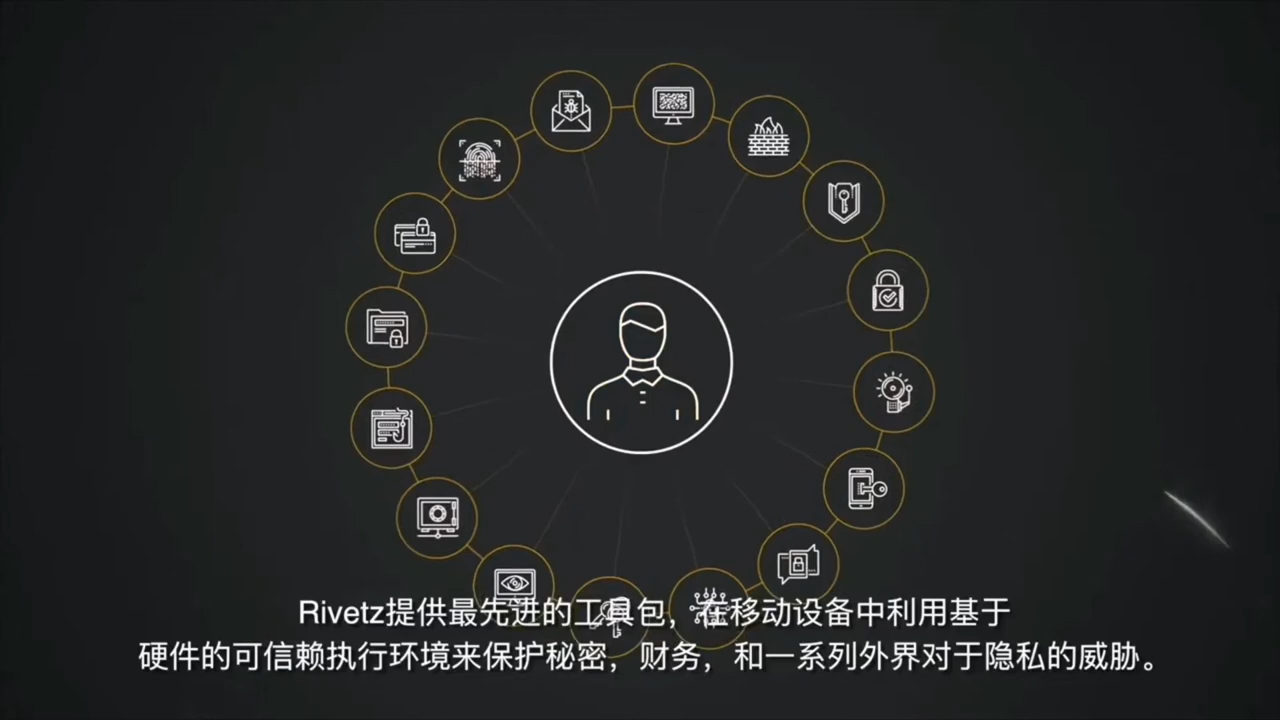 Rivetz提供最先进的工具包，在移动设备中利用基于
硬件的可信赖执行环境来保护秘密，财务，和一系列外界对于隐私的威胁。